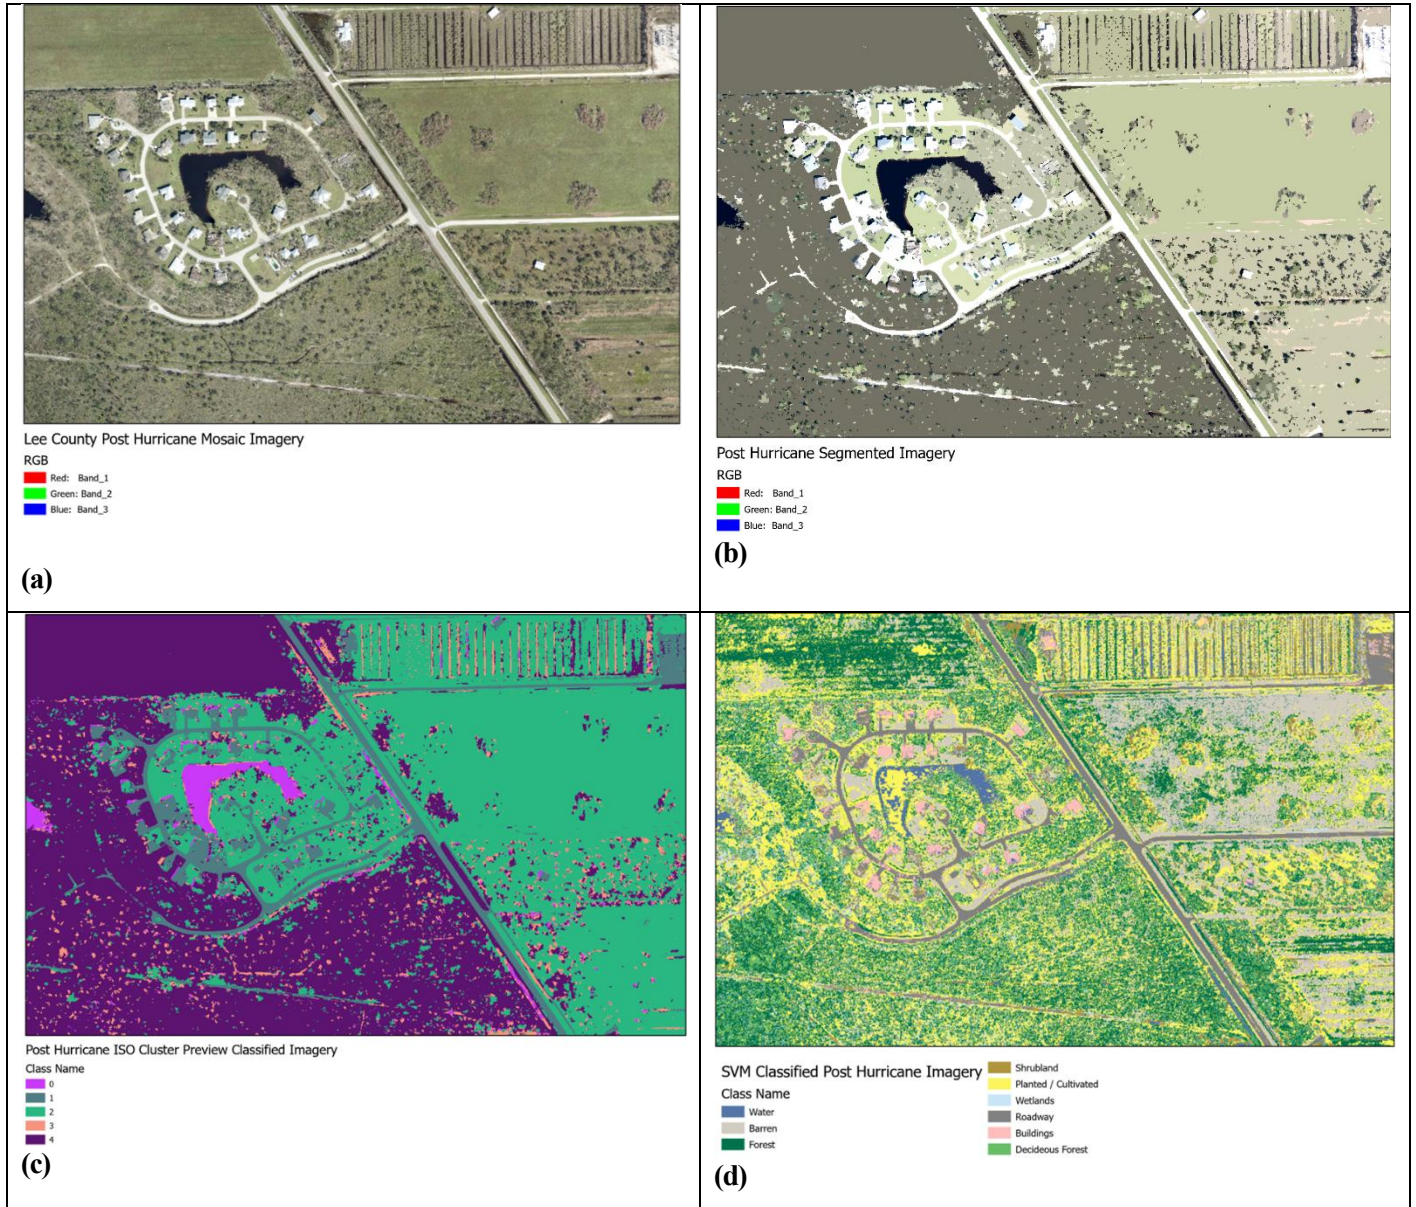 Lee County Post Hurricane Mosaic Imagery
RGB
Red: Band_1
Green: Band_2
Blue: Band_3
(a)
Post Hurricane Segmented Imagery
RGB
Red: Band_1
Green: Band_2
Blue: Band_3
(b)
Post Hurricane ISO Cluster Preview Classified Imagery
Class Name
0
1
2
3
4
(c)
SVM Classified Post Hurricane Imagery
Class Name
Water
Barren
Forest
Shrubland
Planted / Cultivated
Wetlands
Roadway
Buildings
Decideous Forest
(d)